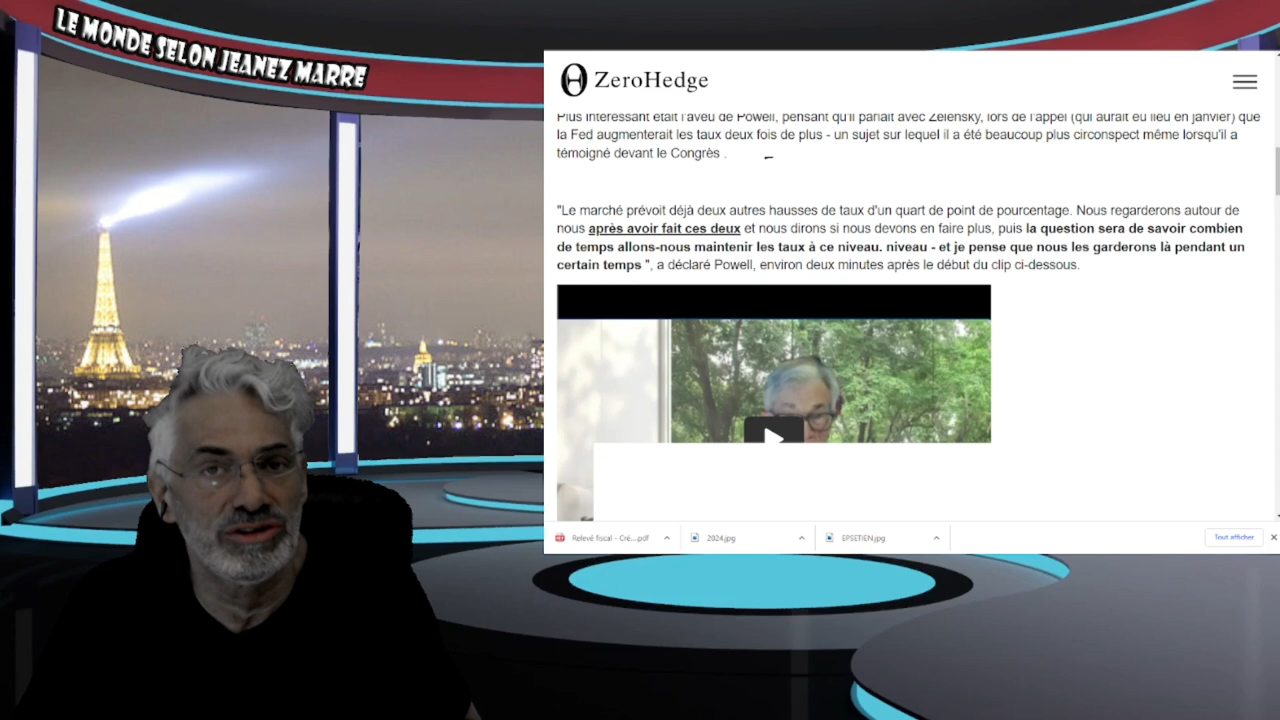 LE MONDE SELON JEANEZ MARRE
ZeroHedge
Plus intéressant était l'aveu de Powell, pensant qu'il parlait avec Zelensky, lors de l'appel (qui aurait eu lieu en janvier) que
la Fed augmenterait les taux deux fois de plus - un sujet sur lequel il a été beaucoup plus circonspect même lorsqu'il a
témoigné devant le Congrès .
"Le marché prévoit déjà deux autres hausses de taux d'un quart de point de pourcentage. Nous regarderons autour de
nous après avoir fait ces deux et nous dirons si nous devons en faire plus, puis la question sera de savoir combien
de temps allons-nous maintenir les taux à ce niveau. niveau - et je pense que nous les garderons là pendant un
certain temps ", a déclaré Powell, environ deux minutes après le début du clip ci-dessous.
Relevé fiscal - Cré....pdf
2024.jpg
EPSETIEN.jpg
Tout afficher